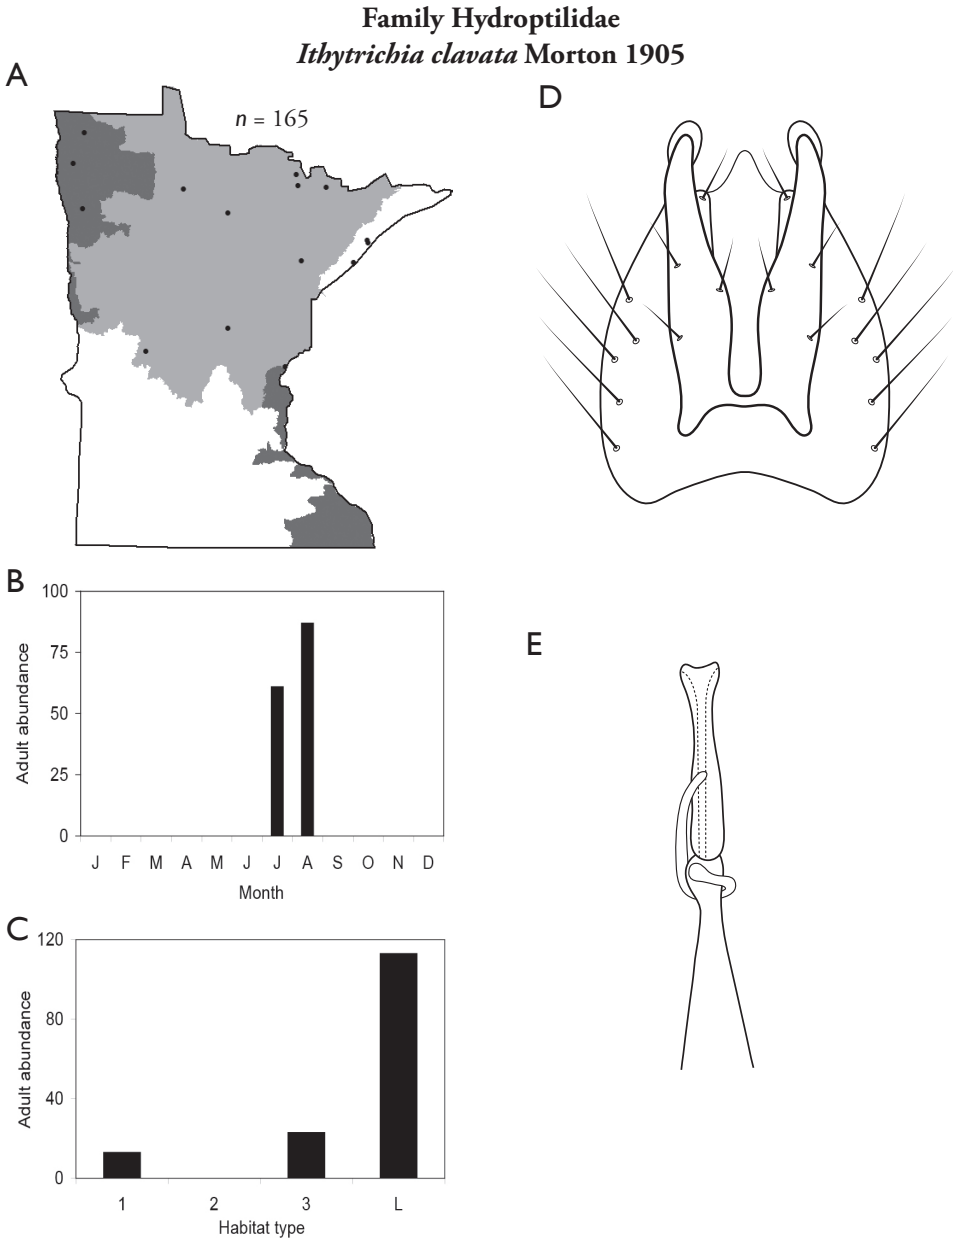 Family Hydroptilidae
Ithytrichia clavata Morton 1905
A
n = 165
D
B
100
75
50
25
0
Adult abundance
J F M A M J J A S O N D
Month
E
C
120
80
40
0
Adult abundance
1 2 3 L
Habitat type